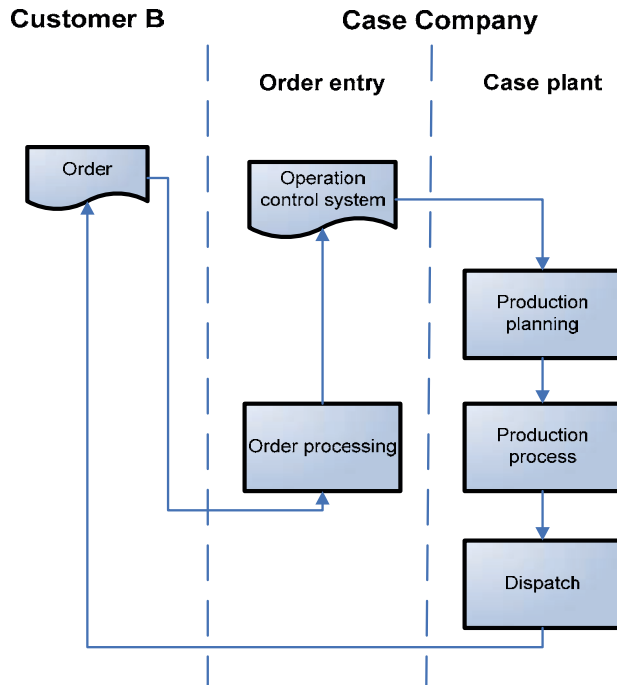 Customer B
Case Company
Order entry
Case plant
Order
Operation
control system
Production
planning
Order processing
Production
process
Dispatch